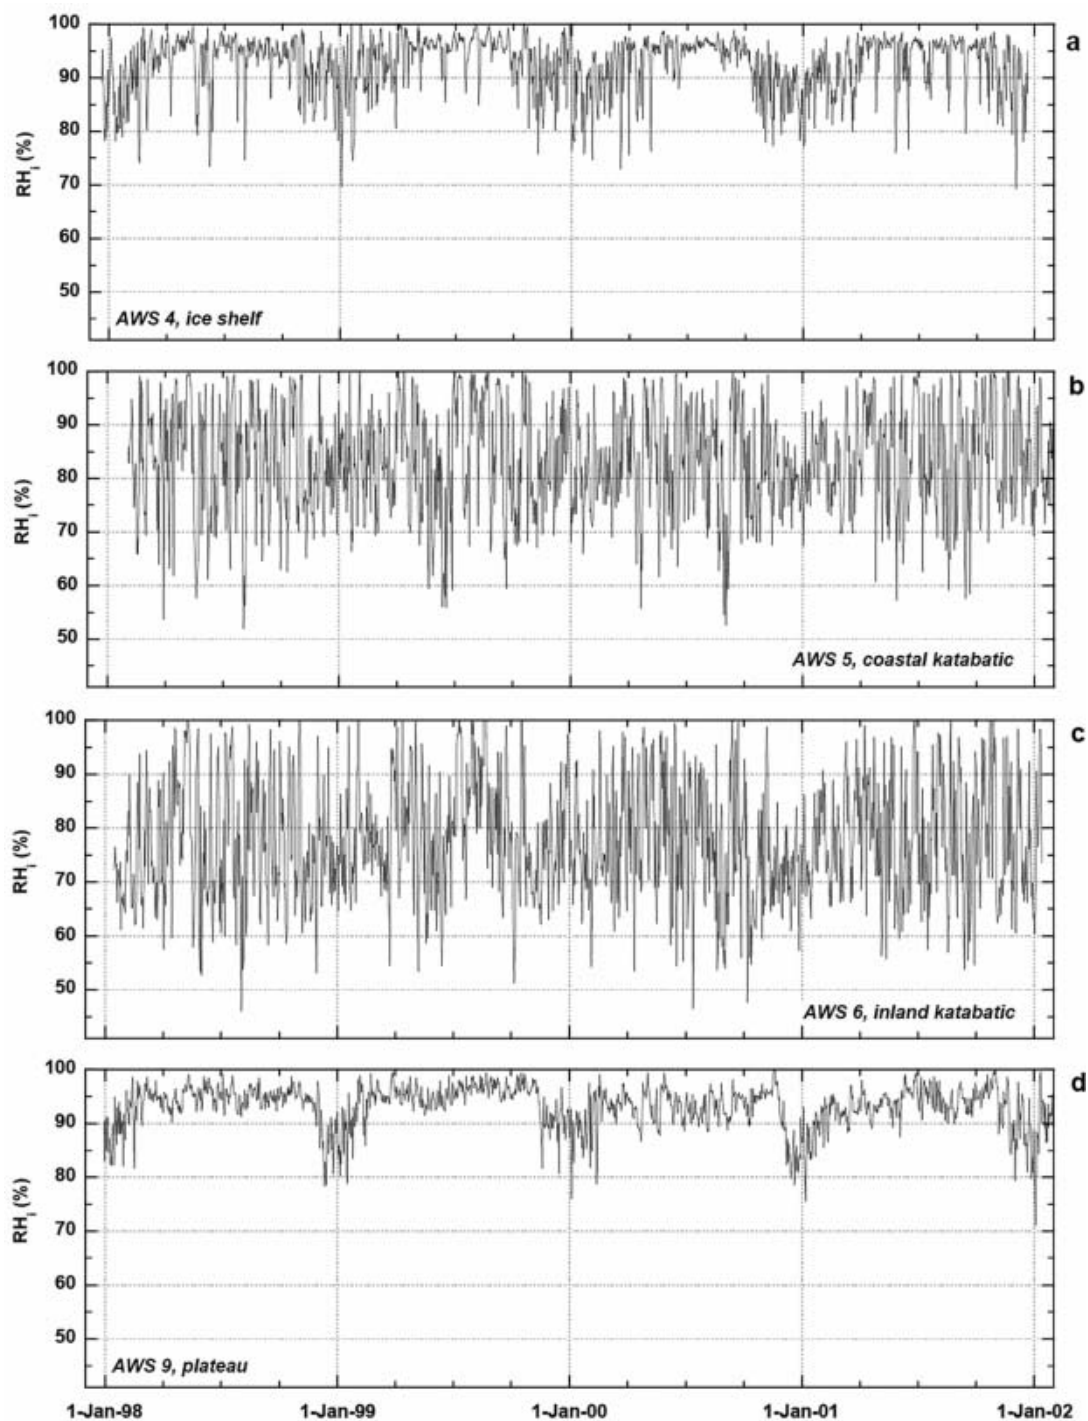 100
a
90
80
RHi (%)
70
60
50
AWS 4, ice shelf
100
b
90
80
RHi (%)
70
60
50
AWS 5, coastal katabatic
100
c
90
80
RHi (%)
70
60
50
AWS 6, inland katabatic
100
d
90
80
RHi (%)
70
60
50
AWS 9, plateau
1-Jan-98 1-Jan-99 1-Jan-00 1-Jan-01 1-Jan-02